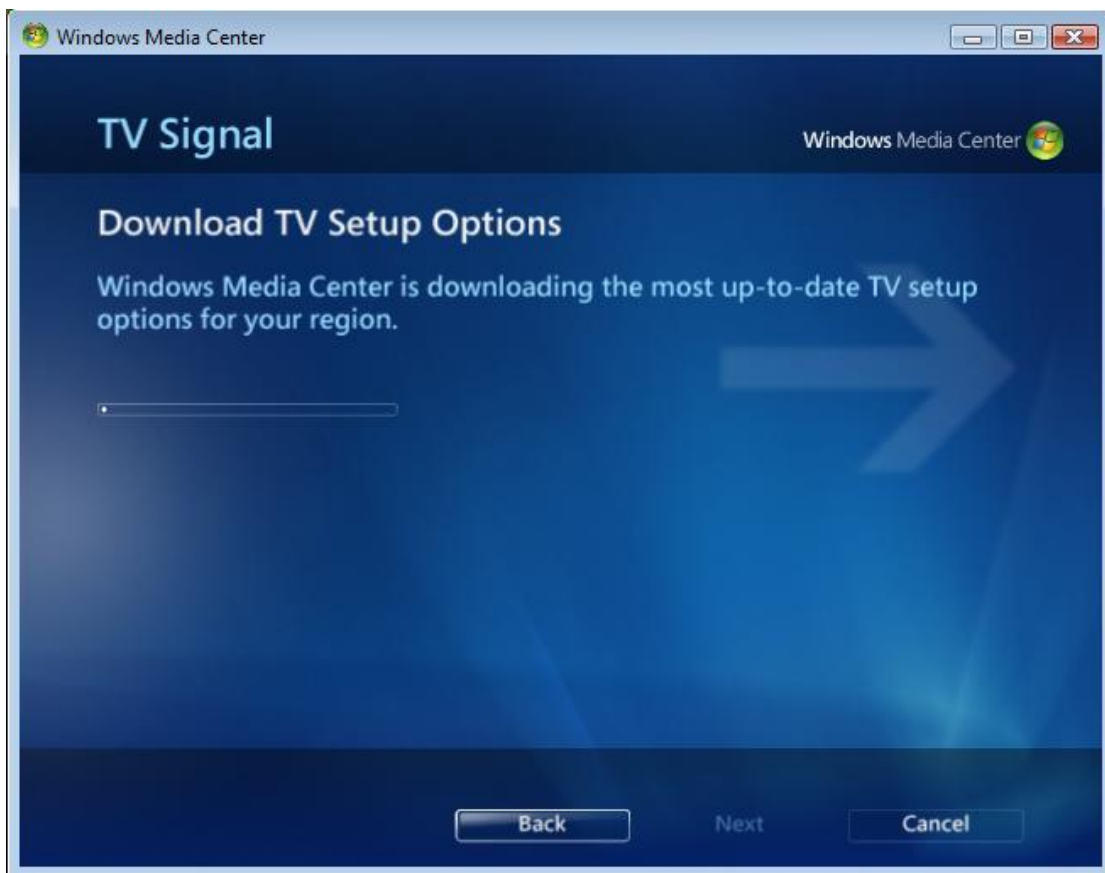 Windows Media Center
TV Signal
Windows Media Center
Download TV Setup Options
Windows Media Center is downloading the most up-to-date TV setup
options for your region.
Back Next Cancel